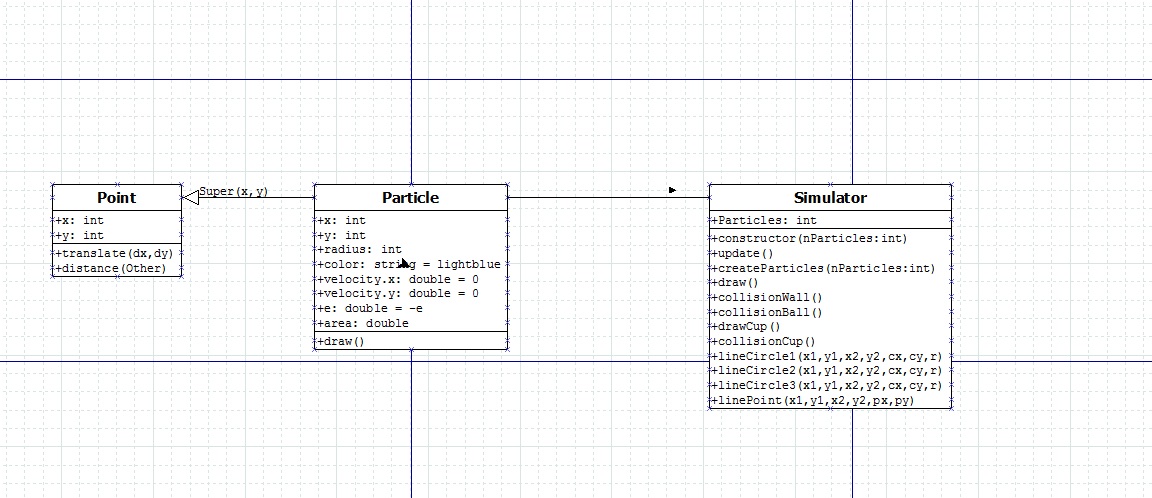 Point
+x: int
+y: int
+translate(dx,dy)
+distance(Other)
Super(x,y)
Particle
+x: int
+y: int
+radius: int
+color: string = lightblue
+velocity.x: double = 0
+velocity.y: double = 0
+e: double = -e
+area: double
+draw()
Simulator
+Particles: int
+constructor(nParticles:int)
+update()
+createParticles(nParticles:int)
+draw()
+collisionWall()
+collisionBall()
+drawCup()
+collisionCup()
+lineCircle1(x1,y1,x2,y2,cx,cy,r)
+lineCircle2(x1,y1,x2,y2,cx,cy,r)
+lineCircle3(x1,y1,x2,y2,cx,cy,r)
+linePoint(x1,y1,x2,y2,px,py)